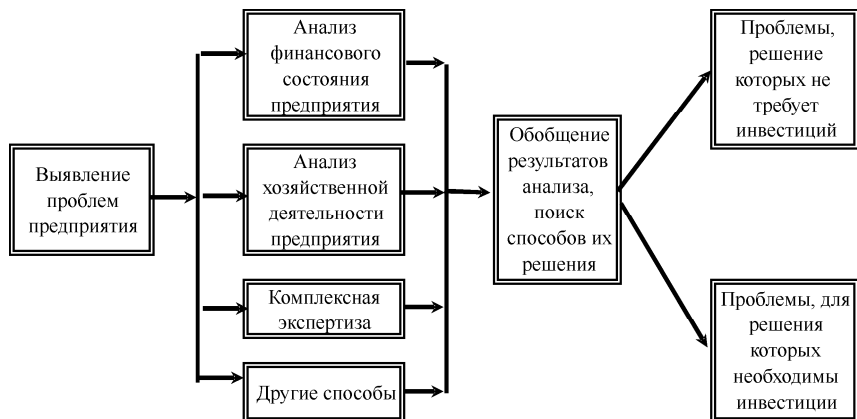 Выявление
проблем
предприятия
Анализ
финансового
состояния
предприятия
Анализ
хозяйственной
деятельности
предприятия
Комплексная
экспертиза
Другие способы
Обобщение
результатов
анализа,
поиск
способов их
решения
Проблемы,
решение
которых не
требует
инвестиций
Проблемы, для
решения
которых
необходимы
инвестиции